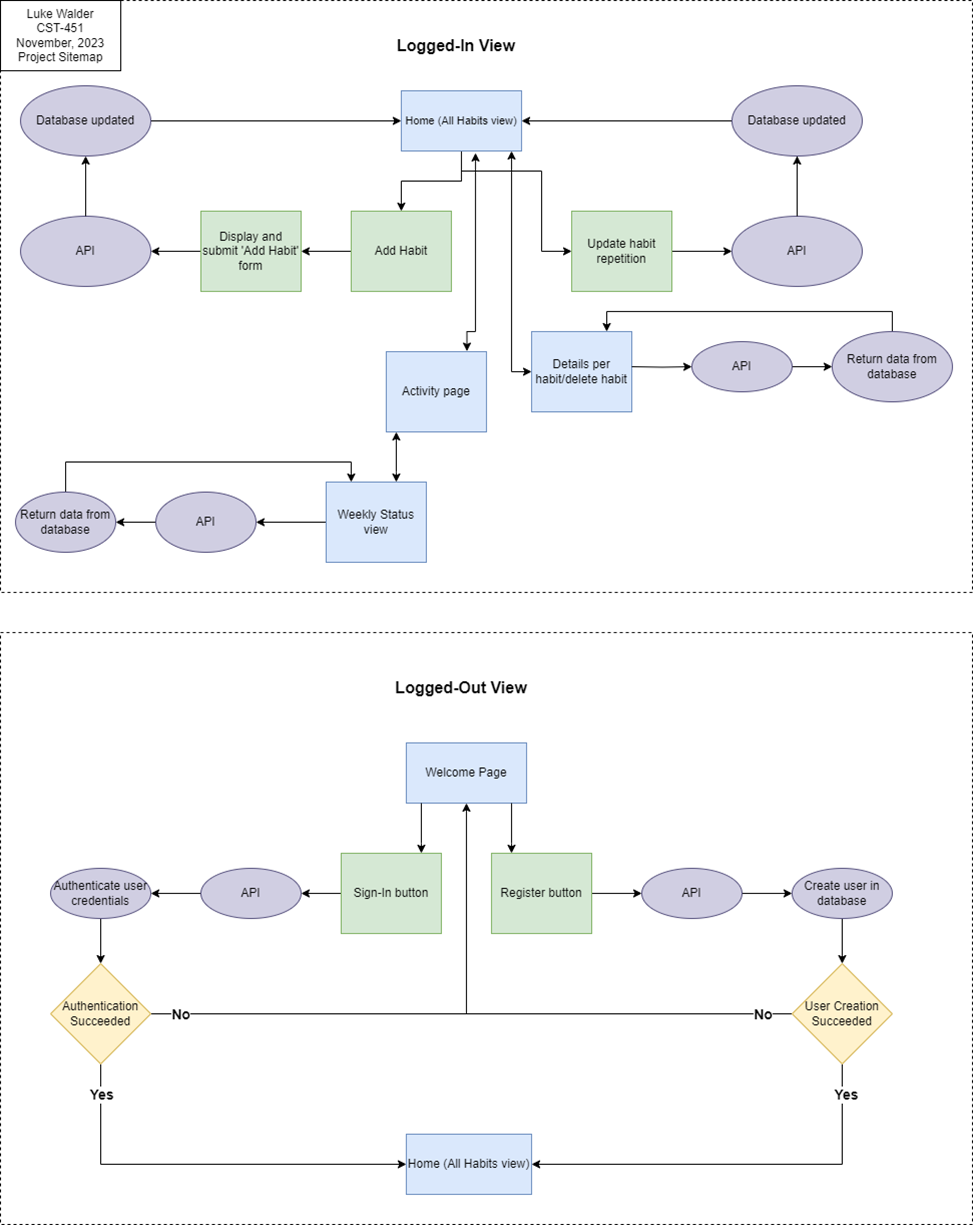 Luke Walder
CST-451
November, 2023
Project Sitemap
Logged-In View
Database updated
Home (All Habits view)
Database updated
API
Display and
submit 'Add Habit'
form
Add Habit
Update habit
repetition
API
Activity page
Details per
habit/delete habit
API
Return data from
database
Return data from
database
API
Weekly Status
view
Logged-Out View
Welcome Page
Authenticate user
credentials
API
Sign-In button
Register button
API
Create user in
database
Authentication
Succeeded
No
No
User Creation
Succeeded
Yes
Yes
Home (All Habits view)